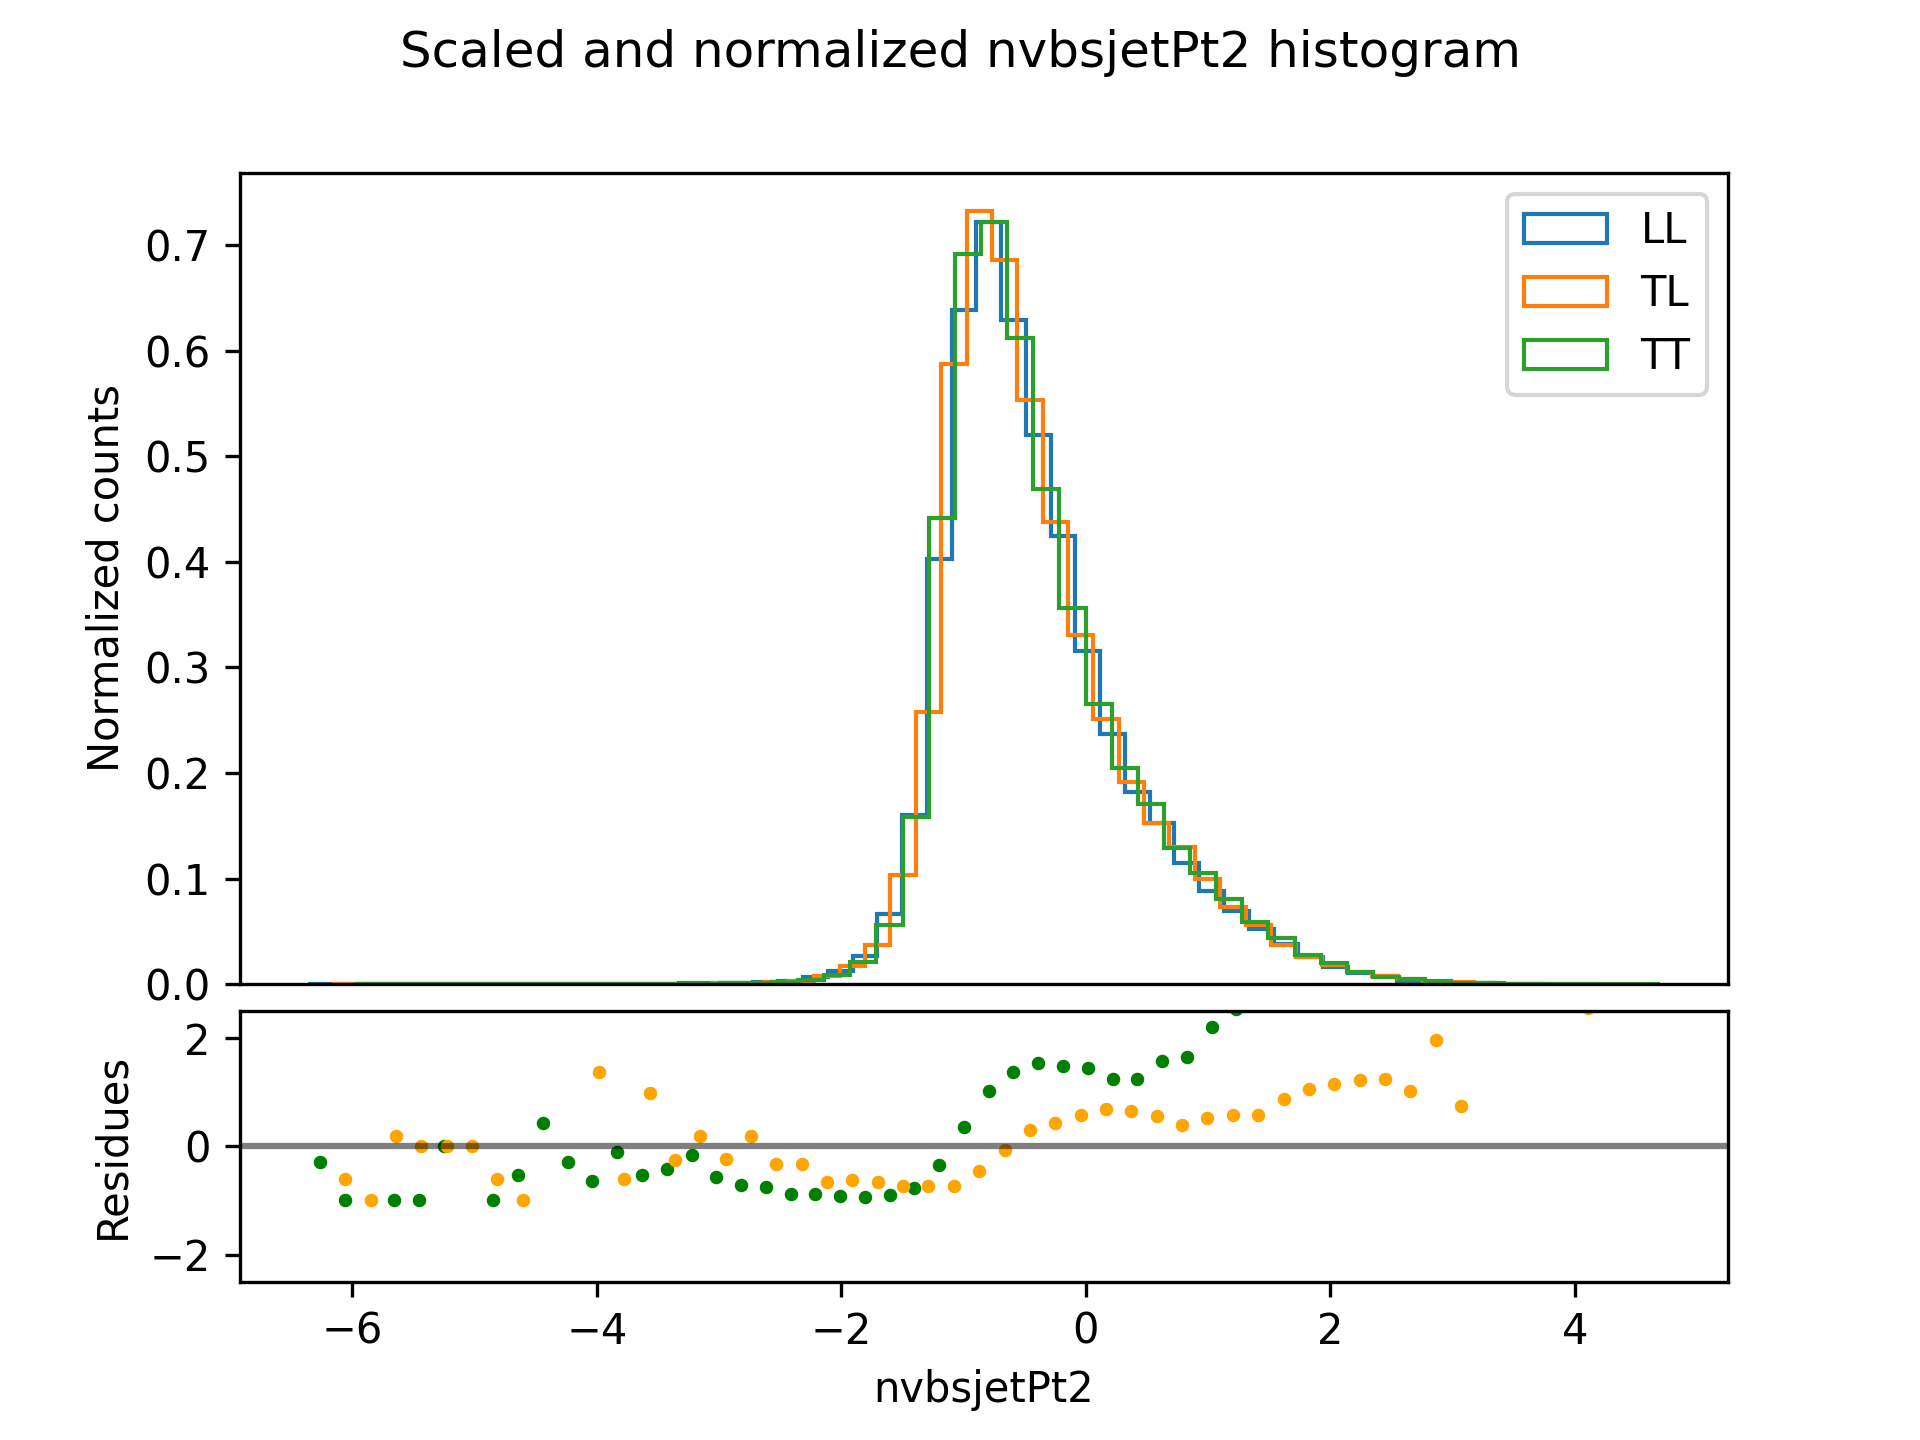 Scaled and normalized nvbsjetPt2 histogram
LL
TL
TT
Normalized counts
0.7
0.6
0.5
0.4
0.3
0.2
0.1
0.0
Residues
2
0
−2
−6 −4 −2 0 2 4
nvbsjetPt2